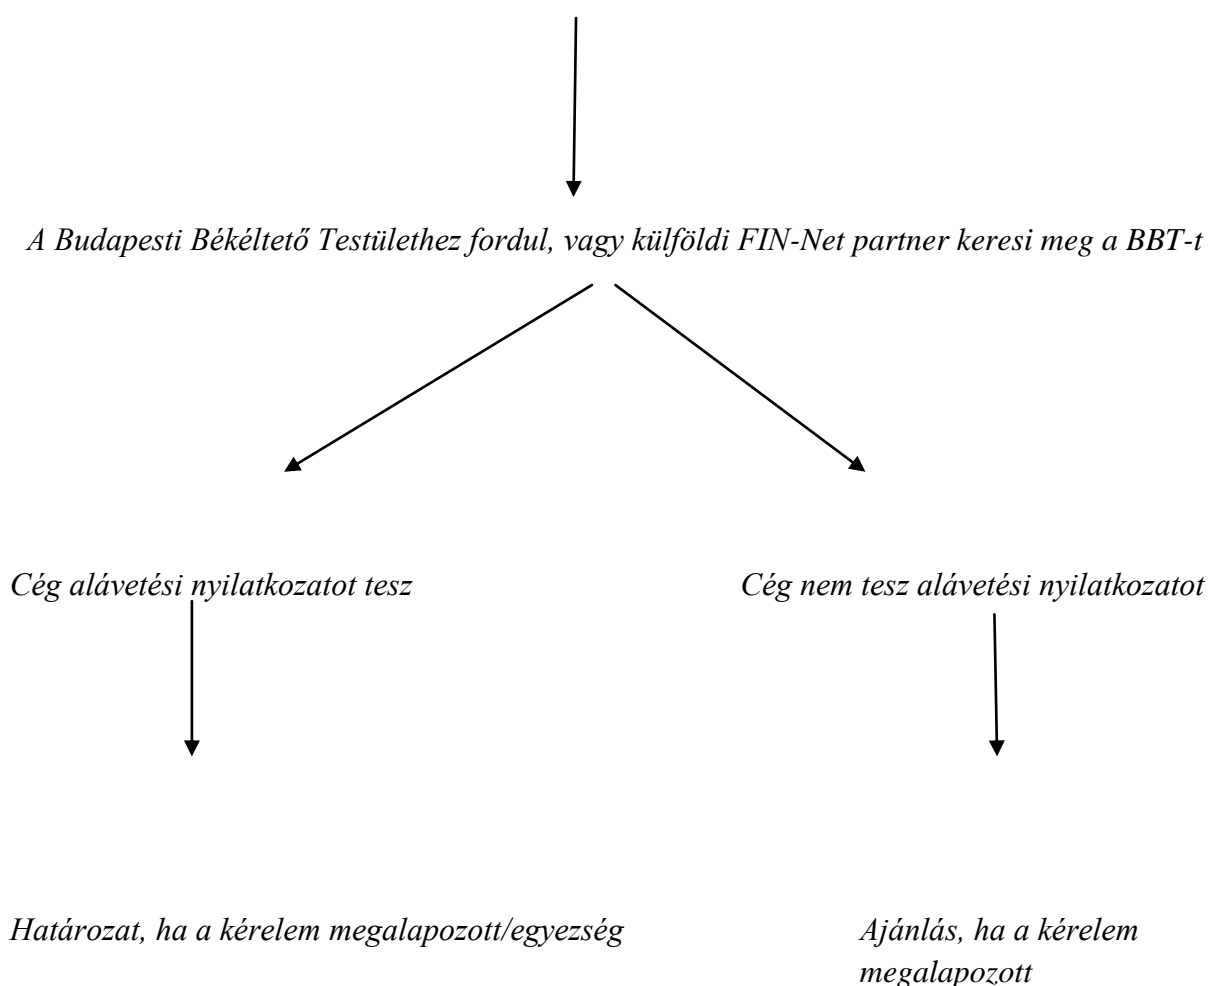 A Budapesti Békéltető Testülethez fordul, vagy külföldi FIN-Net partner keresi meg a BBT-t
Cég alávetési nyilatkozatot tesz
Cég nem tesz alávetési nyilatkozatot
Határozat, ha a kérelem megalapozott/egyezség
Ajánlás, ha a kérelem
megalapozott